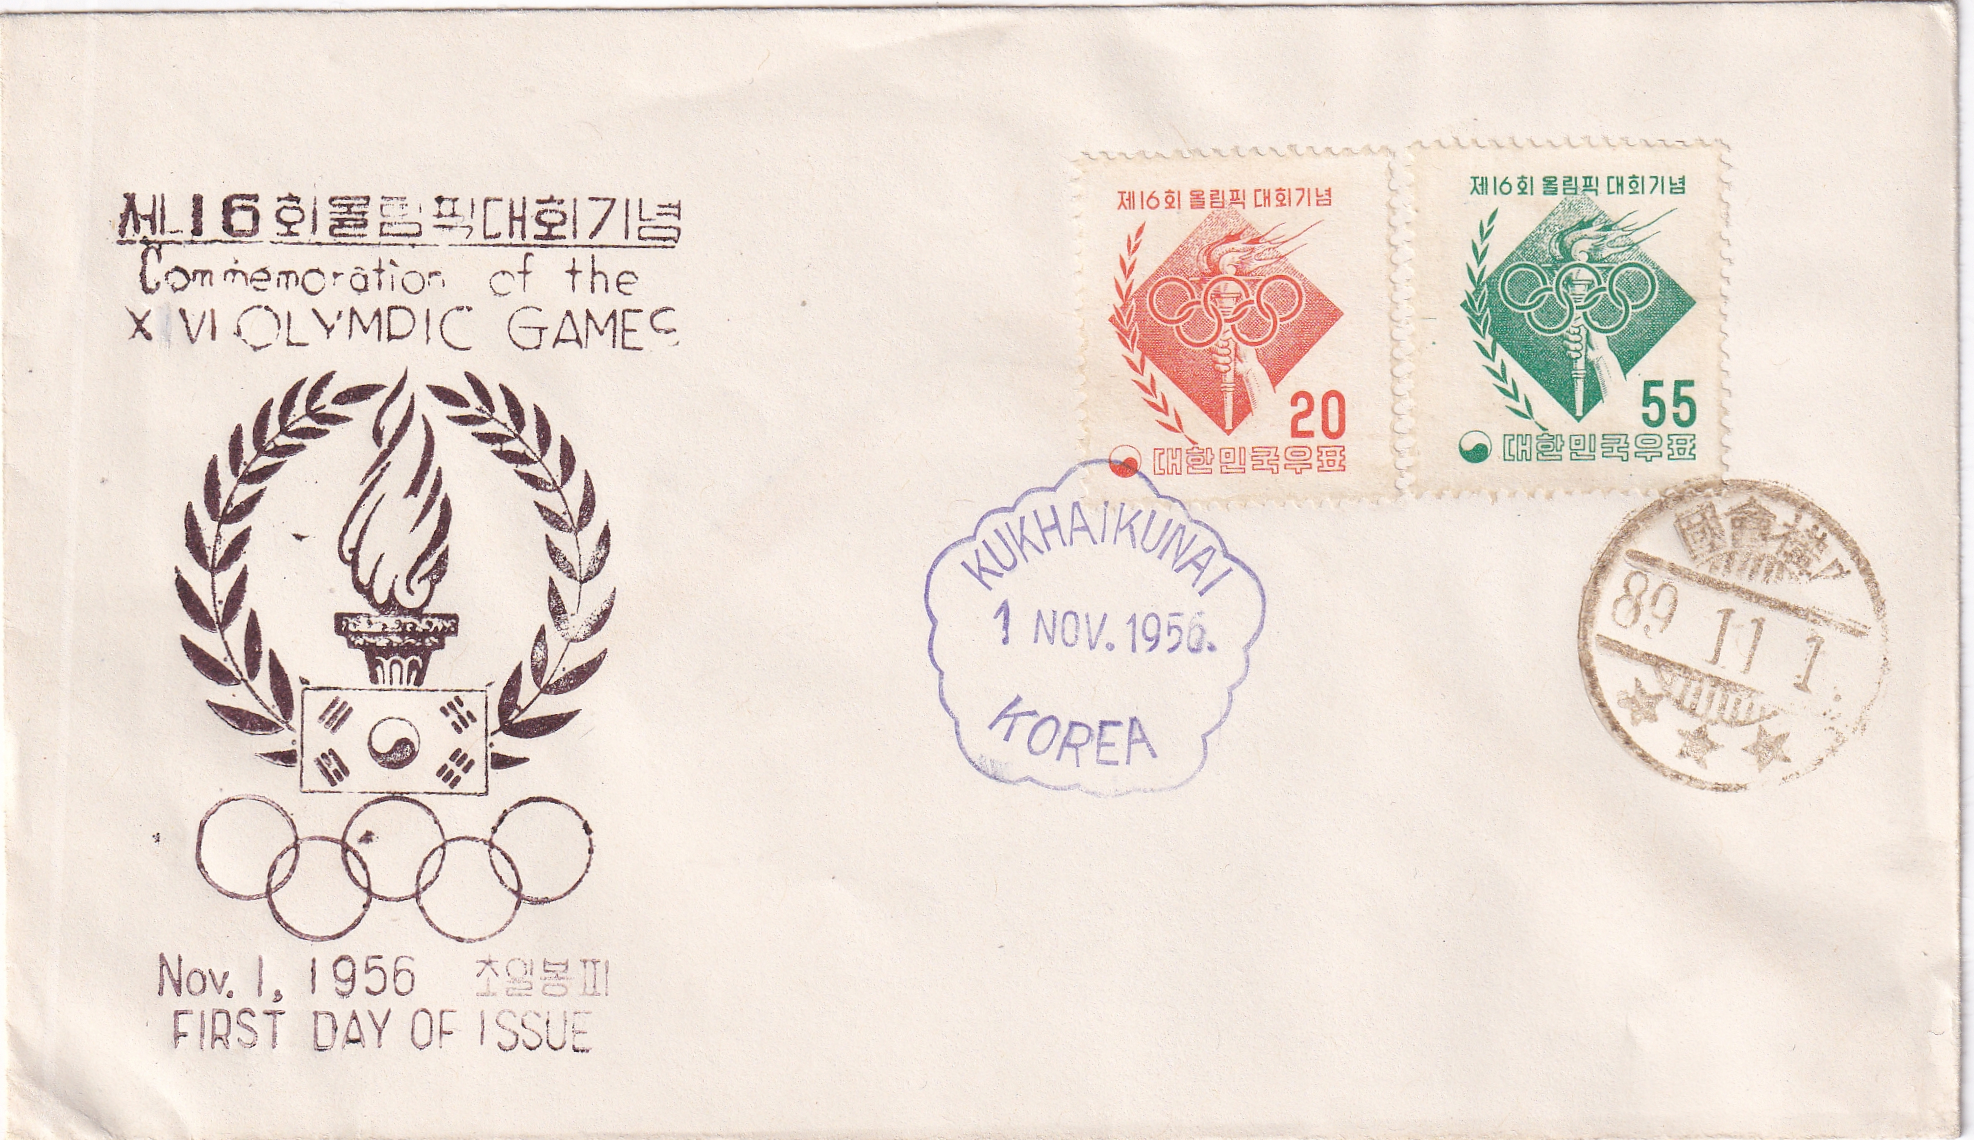 제16회올림픽대회기념
Commemoration of the
XVI OLYMPIC GAMES
Nov. 1, 1956 초일봉피
FIRST DAY OF ISSUE
제16회 올림픽 대회기념
20
대한민국우표
제16회 올림픽 대회기념
55
대한민국우표
KUKHAIKUNAI
1 NOV. 1956.
KOREA
國會構內
89.11.1.